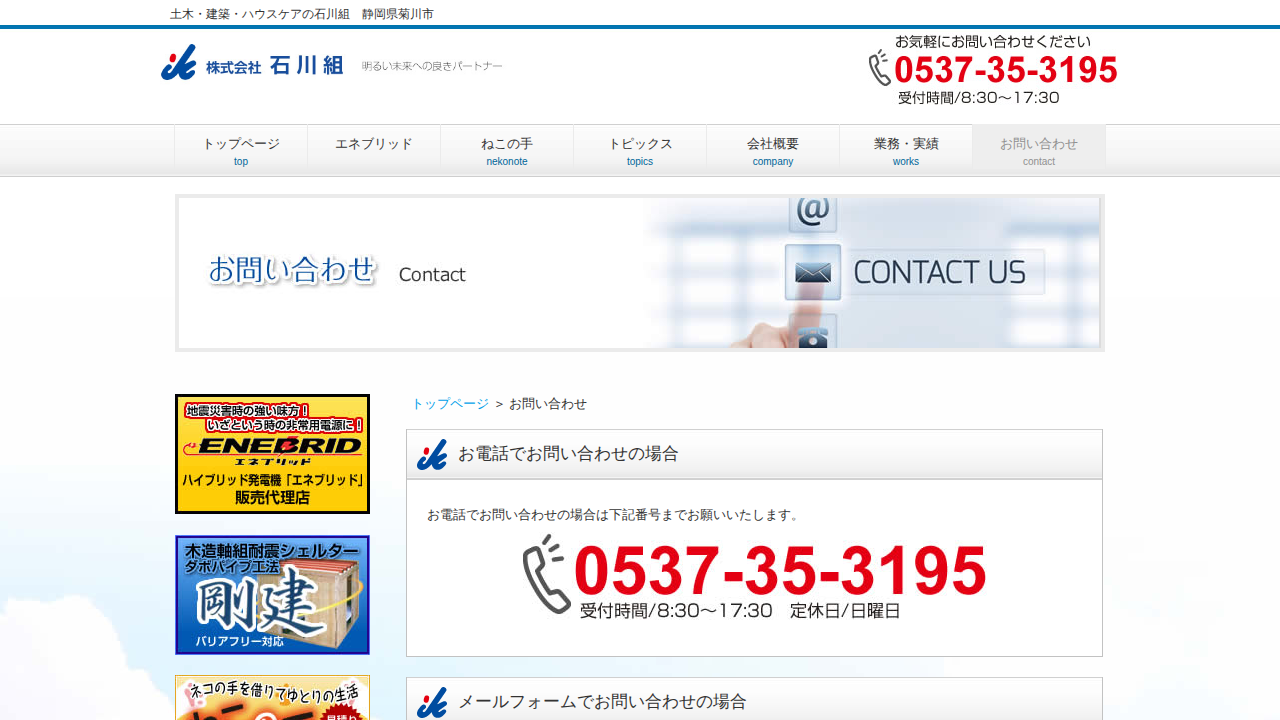 土木・建築・ハウスケアの石川組　静岡県菊川市
株式会社 石川組 明るい未来への良きパートナー
お気軽にお問い合わせください
0537-35-3195
受付時間/8:30～17:30
トップページ エネブリッド ねこの手 トピックス 会社概要 業務・実績 お問い合わせ
top nekonote topics company works contact
お問い合わせ Contact
@
CONTACT US
トップページ ＞ お問い合わせ
地震災害時の強い味方！
いざという時の非常用電源に！
ENEBRID
エネブリッド
ハイブリッド発電機「エネブリッド」
販売代理店
お電話でお問い合わせの場合
お電話でお問い合わせの場合は下記番号までお願いいたします。
0537-35-3195
受付時間/8:30～17:30　定休日/日曜日
木造軸組耐震シェルター
ダボパイプ工法
剛建
バリアフリー対応
ネコの手を借りてゆとりの生活
メールフォームでお問い合わせの場合